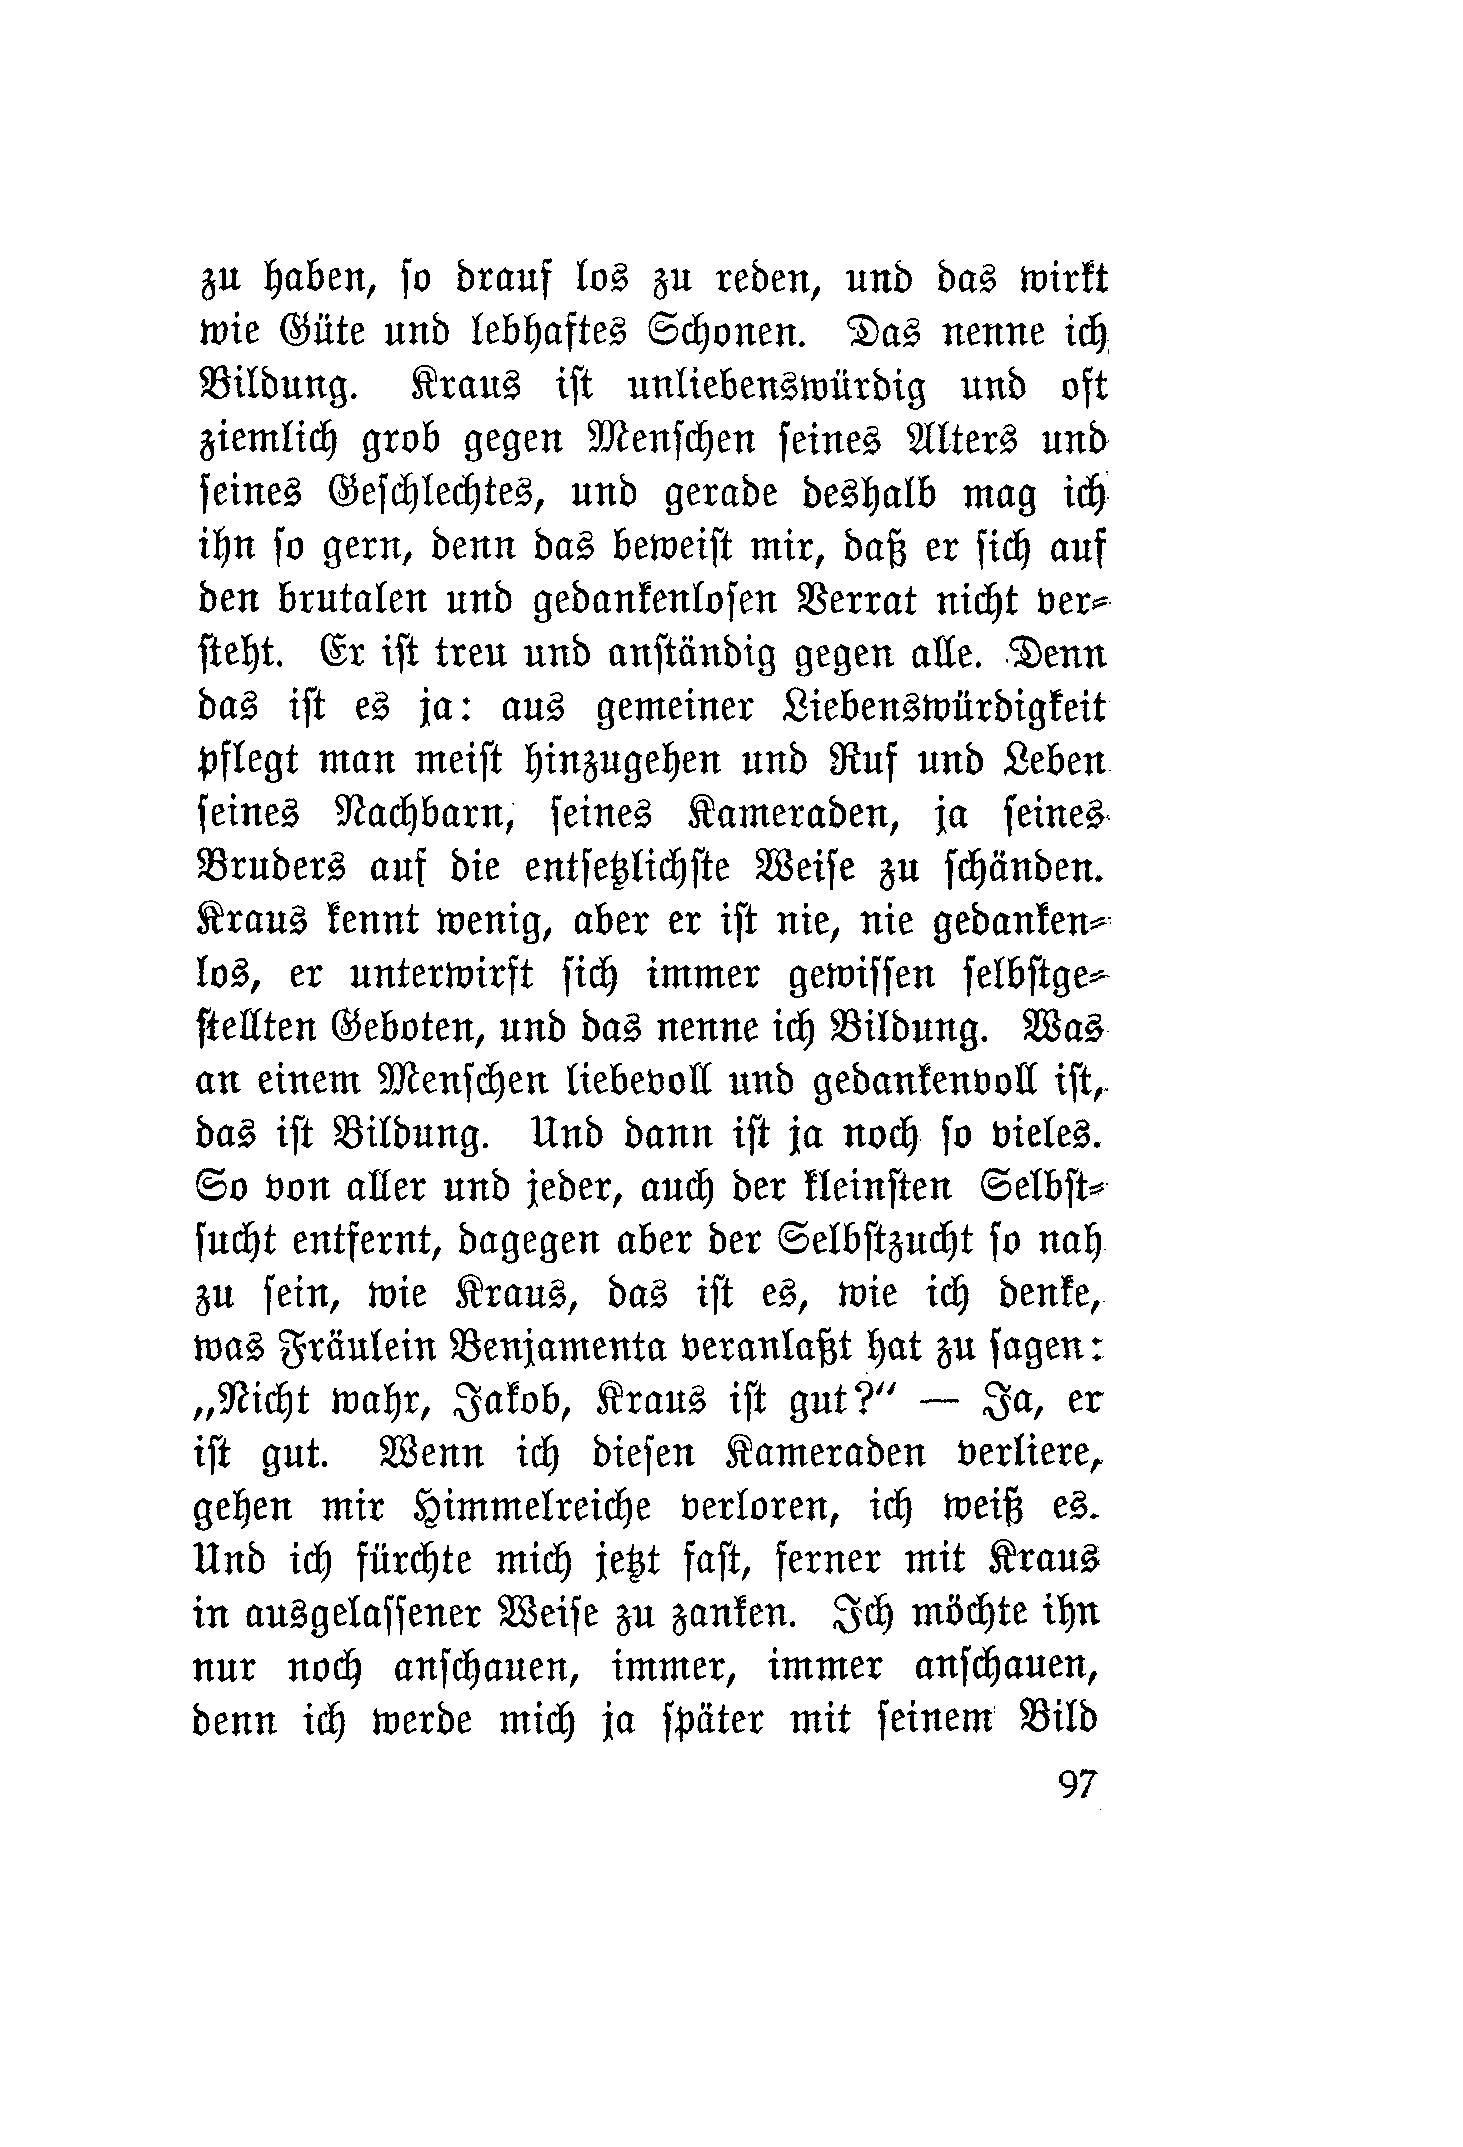 zu haben, so drauf los zu reden, und das wirkt
wie Güte und lebhaftes Schonen. Das nenne ich
Bildung. Kraus ist unliebenswürdig und oft
ziemlich grob gegen Menschen seines Alters und
seines Geschlechtes, und gerade deshalb mag ich
ihn so gern, denn das beweist mir, daß er sich auf
den brutalen und gedankenlosen Verrat nicht ver-
steht. Er ist treu und anständig gegen alle. Denn
das ist es ja: aus gemeiner Liebenswürdigkeit
pflegt man meist hinzugehen und Ruf und Leben
seines Nachbarn, seines Kameraden, ja seines
Bruders auf die entsetzlichste Weise zu schänden.
Kraus kennt wenig, aber er ist nie, nie gedanken-
los, er unterwirft sich immer gewissen selbstge-
stellten Geboten, und das nenne ich Bildung. Was
an einem Menschen liebevoll und gedankenvoll ist,
das ist Bildung. Und dann ist ja noch so vieles.
So von aller und jeder, auch der kleinsten Selbst-
sucht entfernt, dagegen aber der Selbstzucht so nah
zu sein, wie Kraus, das ist es, wie ich denke,
was Fräulein Benjamenta veranlaßt hat zu sagen:
„Nicht wahr, Jakob, Kraus ist gut?“ — Ja, er
ist gut. Wenn ich diesen Kameraden verliere,
gehen mir Himmelreiche verloren, ich weiß es.
Und ich fürchte mich jetzt fast, ferner mit Kraus
in ausgelassener Weise zu zanken. Ich möchte ihn
nur noch anschauen, immer, immer anschauen,
denn ich werde mich ja später mit seinem Bild
97